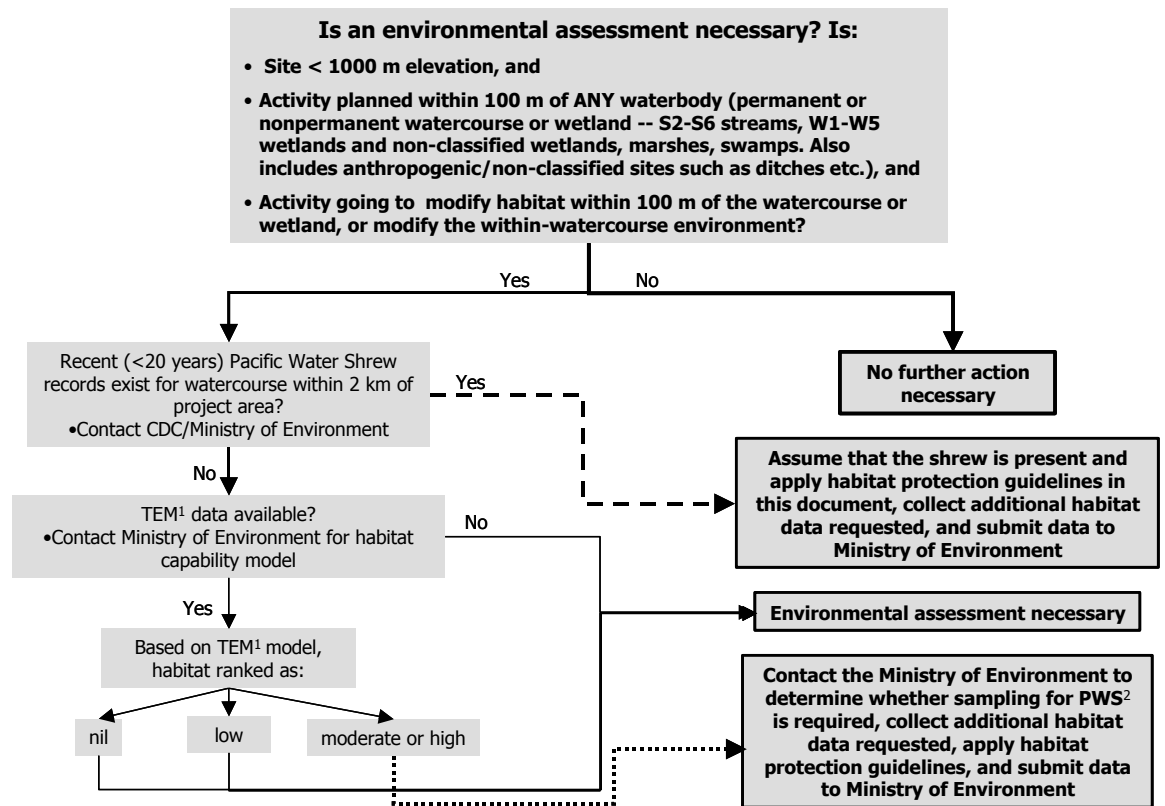 Is an environmental assessment necessary? Is:
• Site < 1000 m elevation, and
• Activity planned within 100 m of ANY waterbody (permanent or
nonpermanent watercourse or wetland -- S2-S6 streams, W1-W5
wetlands and non-classified wetlands, marshes, swamps. Also
includes anthropogenic/non-classified sites such as ditches etc.), and
• Activity going to modify habitat within 100 m of the watercourse or
wetland, or modify the within-watercourse environment?
Yes
No
Recent (<20 years) Pacific Water Shrew
records exist for watercourse within 2 km of
project area?
•Contact CDC/Ministry of Environment
Yes
No further action
necessary
No
Assume that the shrew is present and
apply habitat protection guidelines in
this document, collect additional habitat
data requested, and submit data to
Ministry of Environment
TEM¹ data available?
•Contact Ministry of Environment for habitat
capability model
No
Yes
Environmental assessment necessary
Based on TEM¹ model,
habitat ranked as:
nil
low
moderate or high
Contact the Ministry of Environment to
determine whether sampling for PWS²
is required, collect additional habitat
data requested, apply habitat
protection guidelines, and submit data
to Ministry of Environment